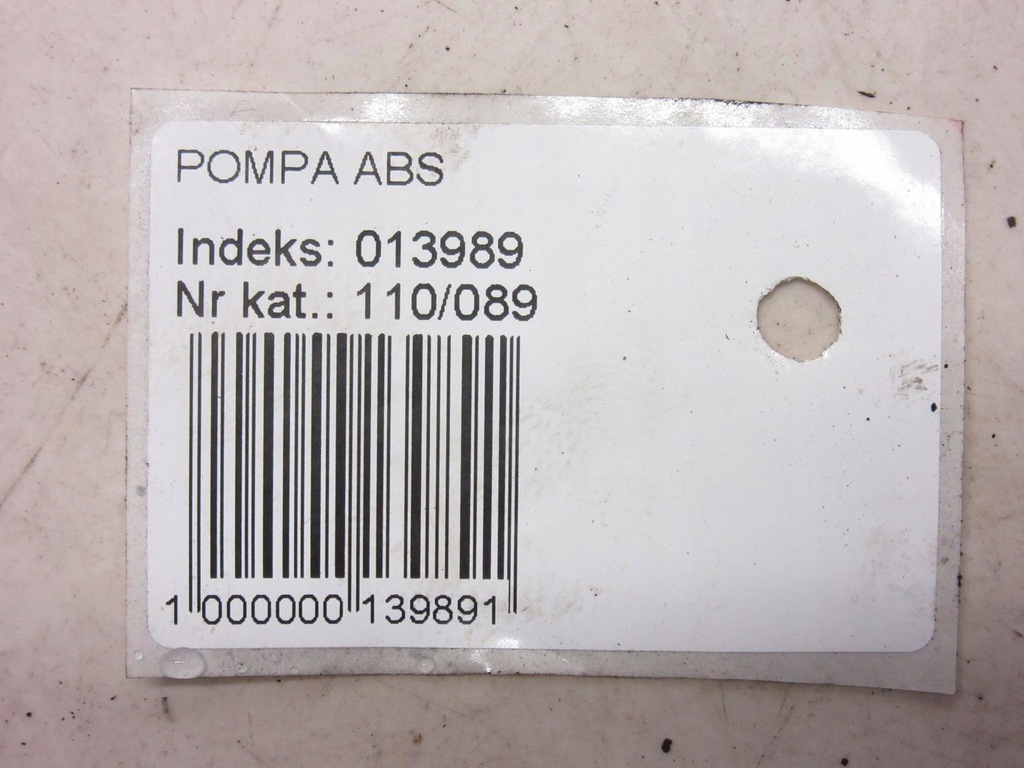 POMPA ABS
Indeks: 013989
Nr kat.: 110/089
1 000000 139891